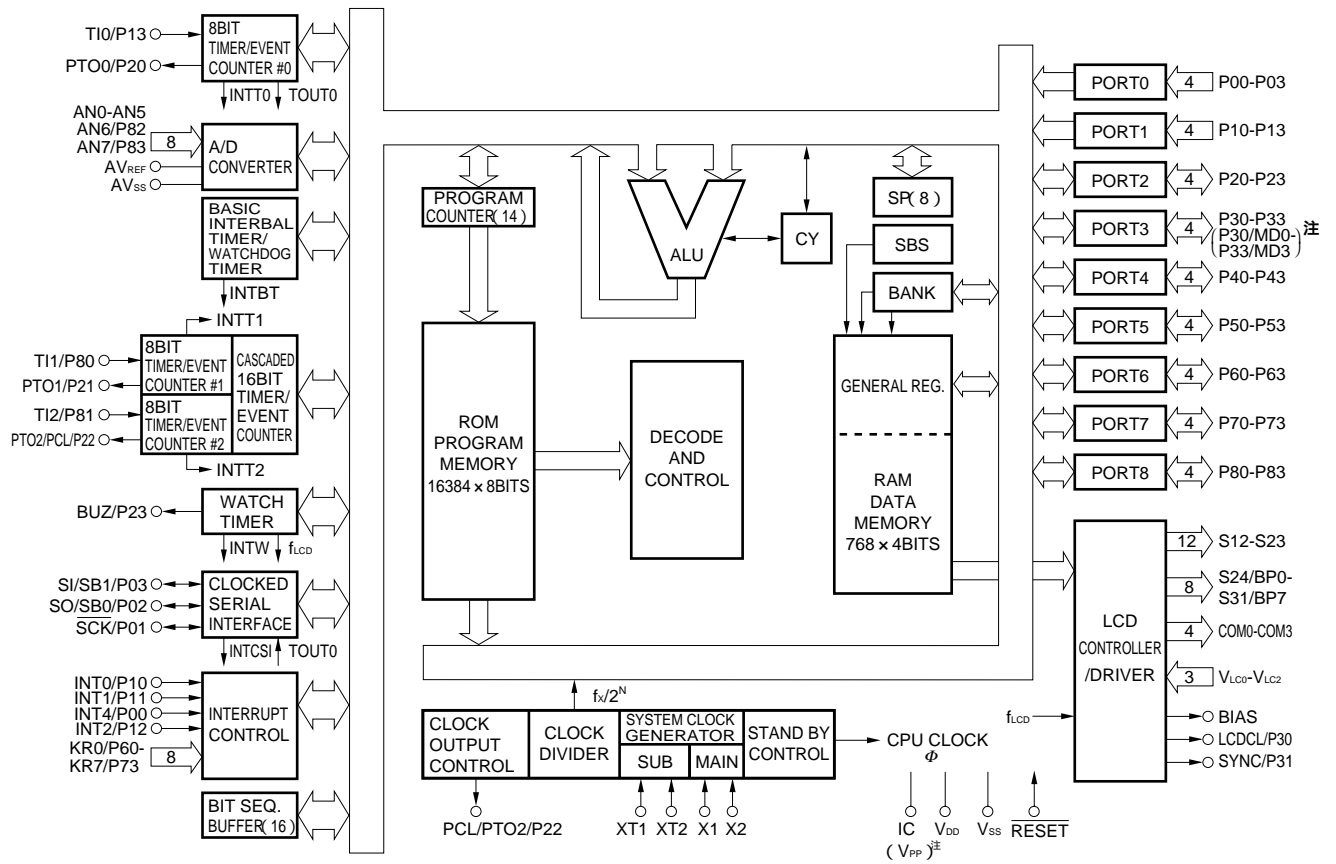 TI0/P13
PTO0/P20
8BIT
TIMER/EVENT
COUNTER #0
INTT0
TOUT0
AN0-AN5
AN6/P82
AN7/P83
8
AVREF
AVSS
A/D
CONVERTER
BASIC
INTERBAL
TIMER/
WATCHDOG
TIMER
INTBT
INTT1
TI1/P80
PTO1/P21
TI2/P81
PTO2/PCL/P22
8BIT
TIMER/EVENT
COUNTER #1
8BIT
TIMER/EVENT
COUNTER #2
CASCADED
16BIT
TIMER/
EVENT
COUNTER
INTT2
BUZ/P23
WATCH
TIMER
INTW
fLCD
SI/SB1/P03
SO/SB0/P02
SCK/P01
CLOCKED
SERIAL
INTERFACE
INTCSI
TOUT0
INT0/P10
INT1/P11
INT4/P00
INT2/P12
KR0/P60-
KR7/P73
8
INTERRUPT
CONTROL
BIT SEQ.
BUFFER(16)
PROGRAM
COUNTER(14)
ALU
CY
SP(8)
SBS
BANK
ROM
PROGRAM
MEMORY
16384 × 8BITS
DECODE
AND
CONTROL
GENERAL REG.
RAM
DATA
MEMORY
768 × 4BITS
fX/2^N
CLOCK
OUTPUT
CONTROL
CLOCK
DIVIDER
SYSTEM CLOCK
GENERATOR
SUB
MAIN
STAND BY
CONTROL
CPU CLOCK
Φ
PCL/PTO2/P22
XT1
XT2
X1
X2
IC
(VPP)注
VDD
VSS
RESET
PORT0
4
P00-P03
PORT1
4
P10-P13
PORT2
4
P20-P23
PORT3
4
P30-P33
(P30/MD0-
P33/MD3)注
PORT4
4
P40-P43
PORT5
4
P50-P53
PORT6
4
P60-P63
PORT7
4
P70-P73
PORT8
4
P80-P83
LCD
CONTROLLER
/DRIVER
12
S12-S23
8
S24/BP0-
S31/BP7
4
COM0-COM3
3
VLC0-VLC2
fLCD
BIAS
LCDCL/P30
SYNC/P31